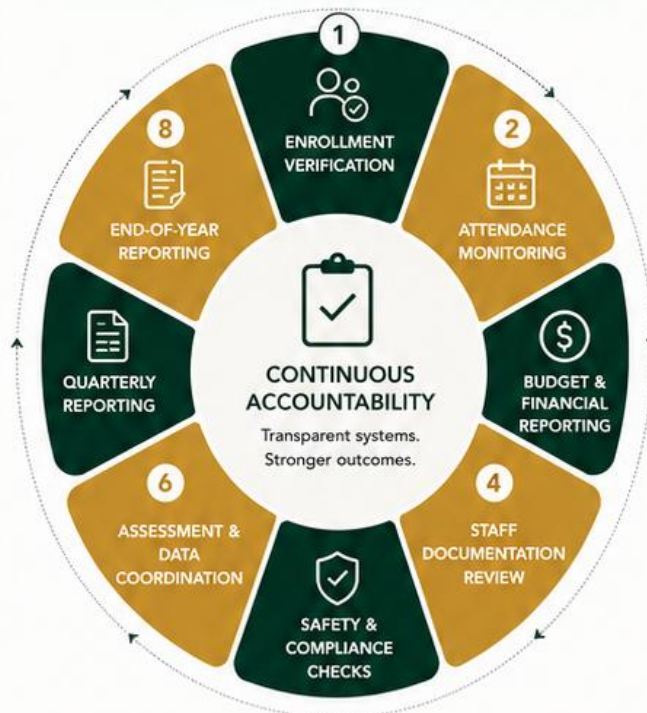 1
ENROLLMENT
VERIFICATION
2
ATTENDANCE
MONITORING
$
BUDGET &
FINANCIAL
REPORTING
4
STAFF
DOCUMENTATION
REVIEW
SAFETY &
COMPLIANCE
CHECKS
6
ASSESSMENT &
DATA
COORDINATION
QUARTERLY
REPORTING
8
END-OF-YEAR
REPORTING
CONTINUOUS
ACCOUNTABILITY
Transparent systems.
Stronger outcomes.